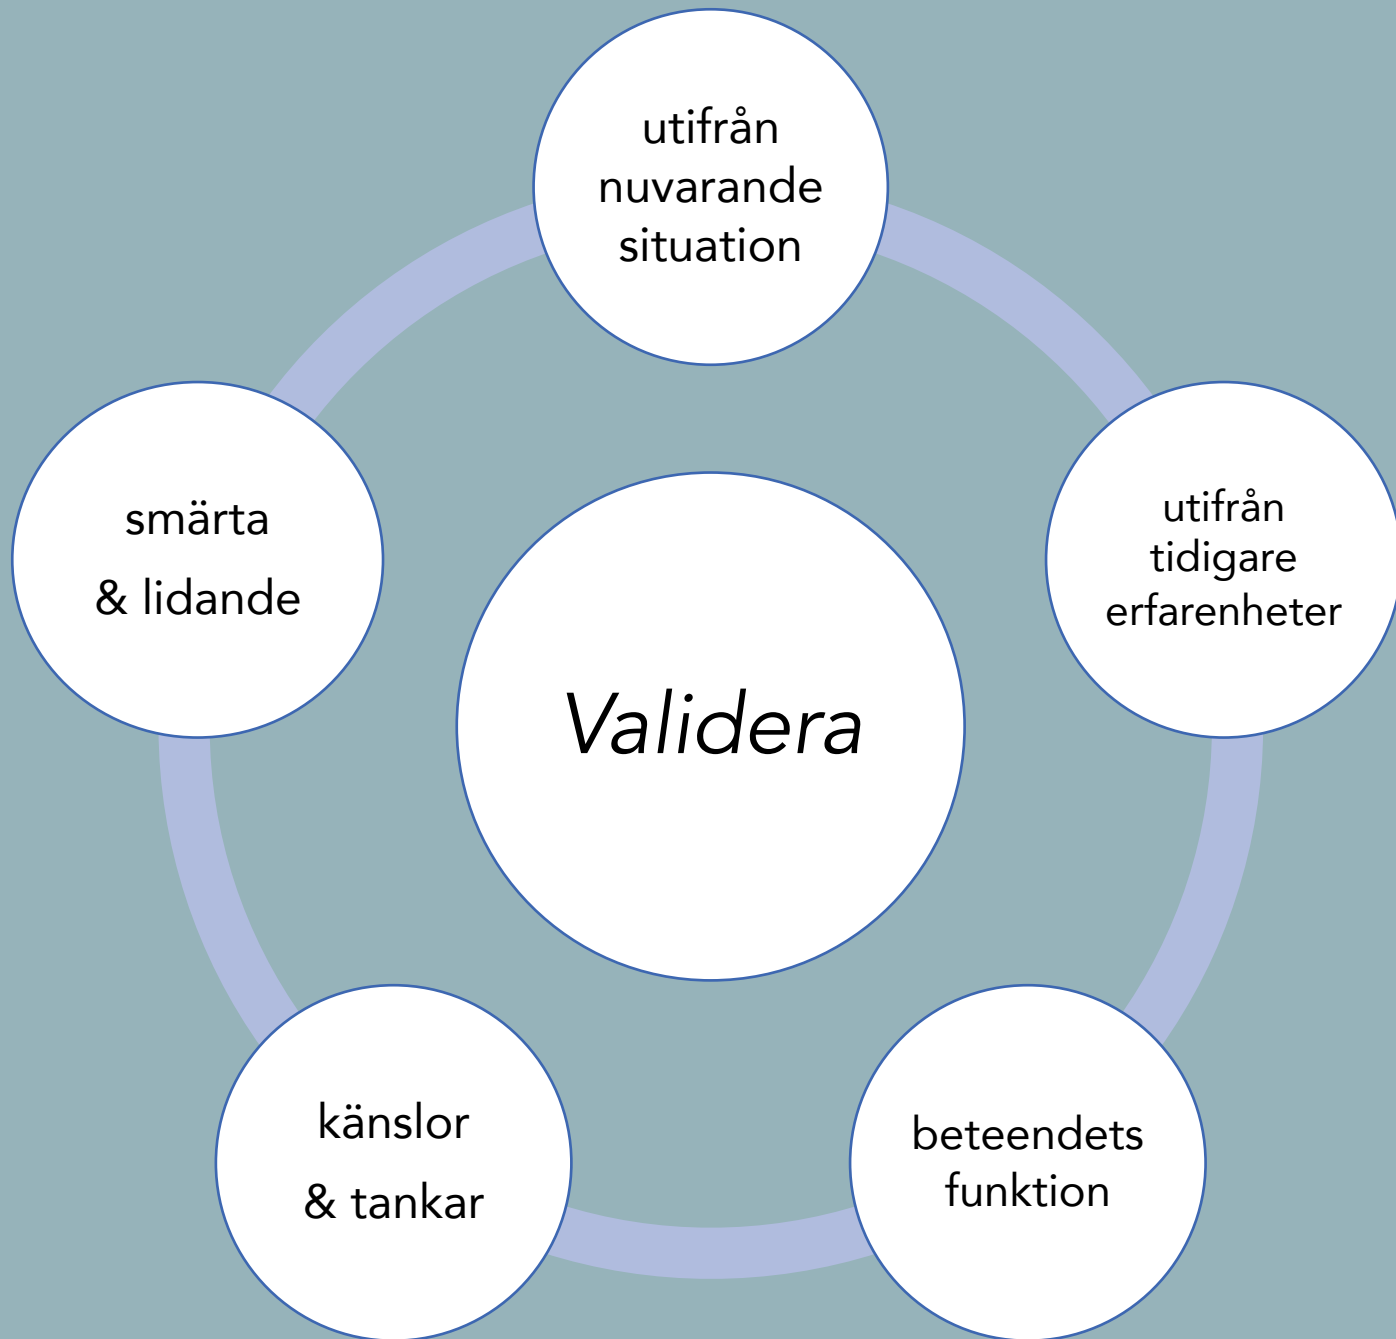 utifrån
nuvarande
situation
utifrån
tidigare
erfarenheter
beteendets
funktion
känslor
& tankar
smärta
& lidande
Validera